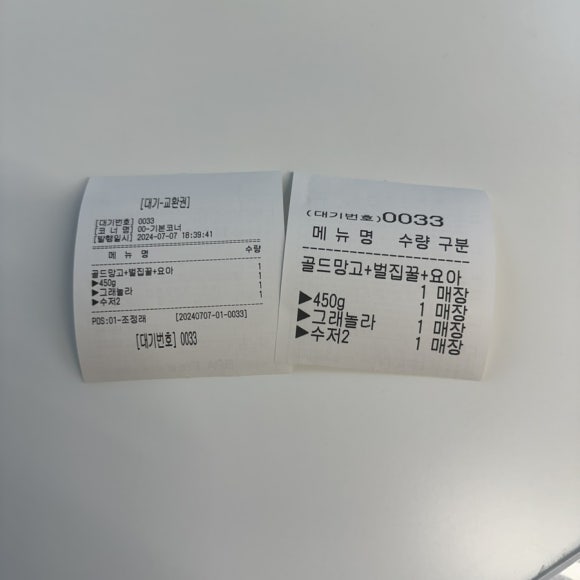 [대기-교환권]
[대기번호] 0033
[코 너 명] 00-기본코너
[발행일시] 2024-07-07 18:39:41
메 뉴 명 수량
골드망고+벌집꿀+요아 1
▶450g 1
▶그래놀라 1
▶수저2 1
POS:01-조정래 [20240707-01-0033]
[대기번호] 0033
(대기번호)0033
메 뉴 명 수량 구분
골드망고+벌집꿀+요아
1 매장
▶450g 1 매장
▶그래놀라 1 매장
▶수저2 1 매장